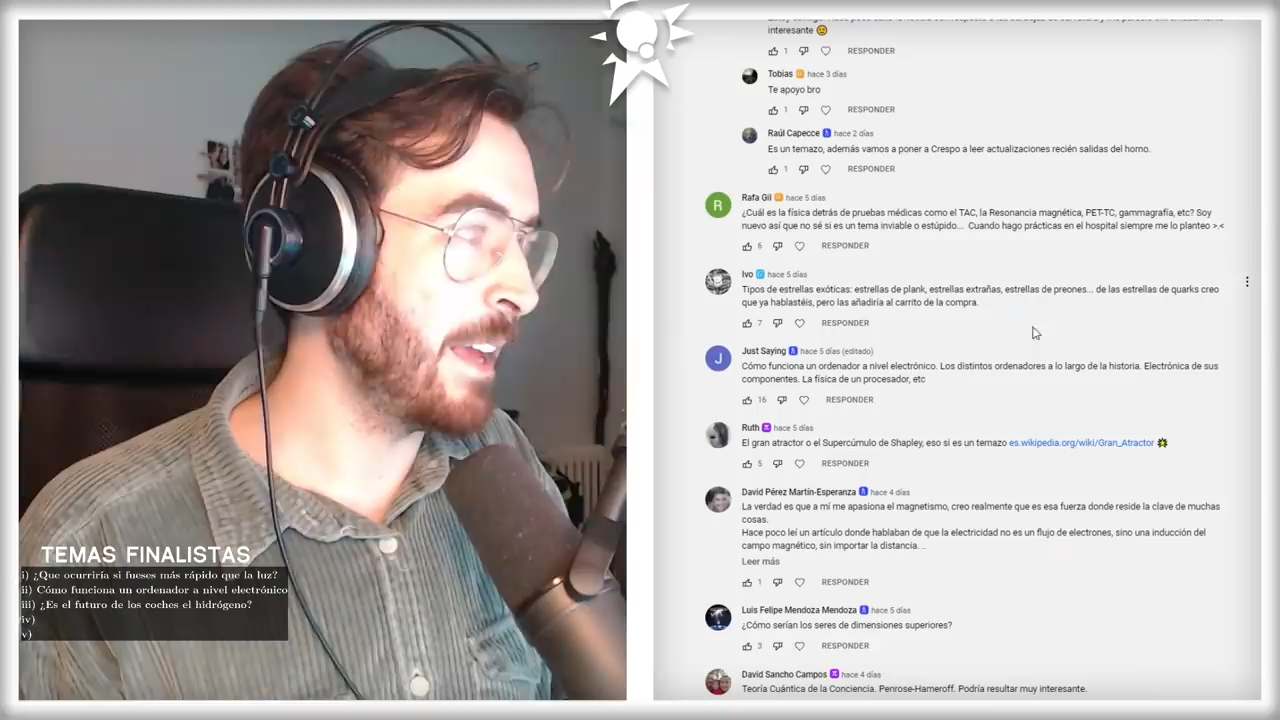 interesante
1 RESPONDER
Tobias hace 3 días
Te apoyo bro
1 RESPONDER
Raúl Capecce hace 2 días
Es un temazo, además vamos a poner a Crespo a leer actualizaciones recién salidas del horno.
1 RESPONDER
R
Rafa Gil hace 5 días
¿Cuál es la física detrás de pruebas médicas como el TAC, la Resonancia magnética, PET-TC, gammagrafía, etc? Soy
nuevo así que no sé si es un tema inviable o estúpido... Cuando hago prácticas en el hospital siempre me lo planteo >.<
6 RESPONDER
Ivo hace 5 días
Tipos de estrellas exóticas: estrellas de plank, estrellas extrañas, estrellas de preones... de las estrellas de quarks creo
que ya hablastéis, pero las añadiría al carrito de la compra.
7 RESPONDER
J
Just Saying hace 5 días (editado)
Cómo funciona un ordenador a nivel electrónico. Los distintos ordenadores a lo largo de la historia. Electrónica de sus
componentes. La física de un procesador, etc
16 RESPONDER
Ruth hace 5 días
El gran atractor o el Supercúmulo de Shapley, eso si es un temazo es.wikipedia.org/wiki/Gran_Atractor
5 RESPONDER
David Pérez Martín-Esperanza hace 4 días
La verdad es que a mí me apasiona el magnetismo, creo realmente que es esa fuerza donde reside la clave de muchas
cosas.
Hace poco leí un artículo donde hablaban de que la electricidad no es un flujo de electrones, sino una inducción del
campo magnético, sin importar la distancia. ..
Leer más
1 RESPONDER
Luis Felipe Mendoza Mendoza hace 5 días
¿Cómo serían los seres de dimensiones superiores?
3 RESPONDER
David Sancho Campos hace 4 días
Teoría Cuántica de la Conciencia. Penrose-Hameroff. Podría resultar muy interesante.
TEMAS FINALISTAS
i) ¿Que ocurriría si fueses más rápido que la luz?
ii) Cómo funciona un ordenador a nivel electrónico
iii) ¿Es el futuro de los coches el hidrógeno?
iv)
v)